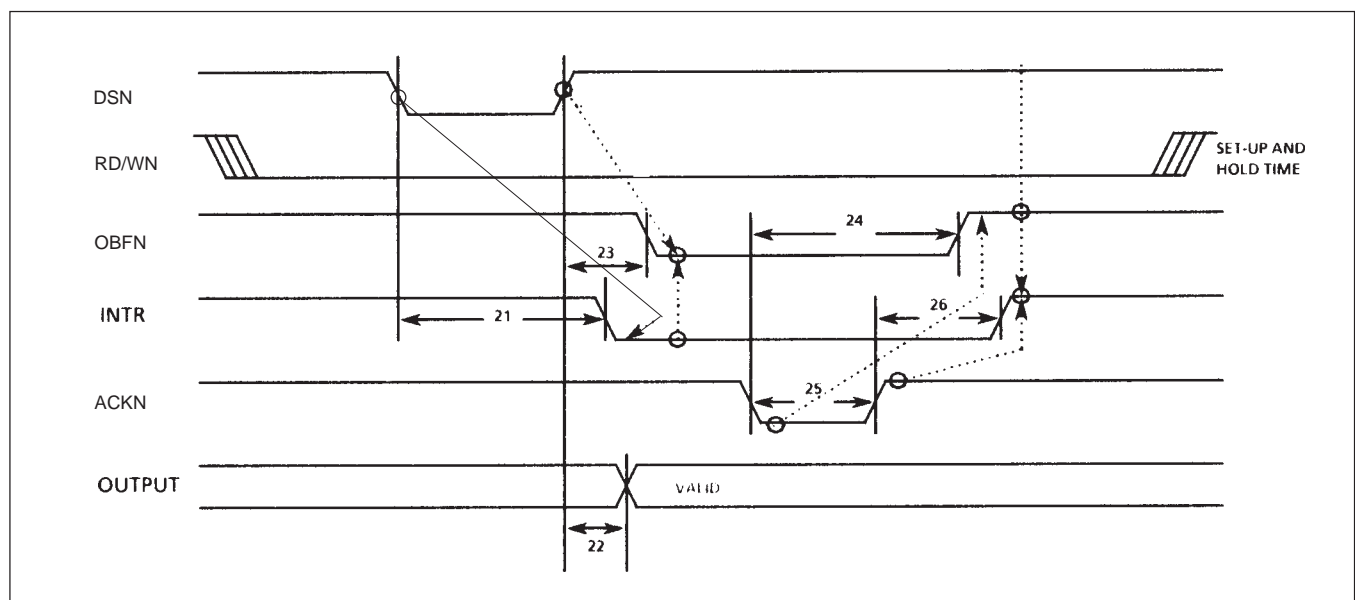 DSN
RD/WN
SET-UP AND
HOLD TIME
OBFN
24
23
INTR
21
26
ACKN
25
OUTPUT
VALID
22